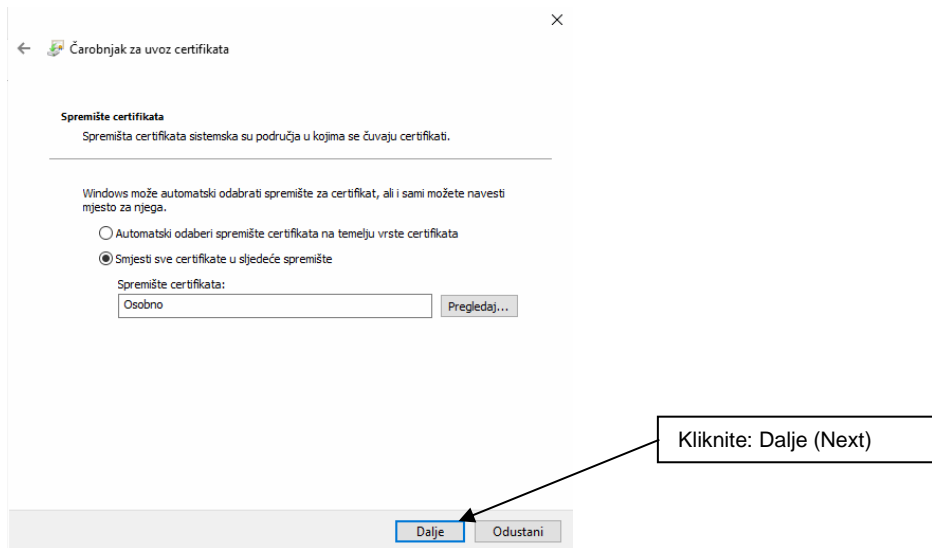 Čarobnjak za uvoz certifikata
Spremište certifikata
Spremišta certifikata sistemska su područja u kojima se čuvaju certifikati.
Windows može automatski odabrati spremište za certifikat, ali i sami možete navesti
mjesto za njega.
Automatski odaberi spremište certifikata na temelju vrste certifikata
Smjesti sve certifikate u sljedeće spremište
Spremište certifikata:
Osobno
Pregledaj...
Kliknite: Dalje (Next)
Dalje
Odustani